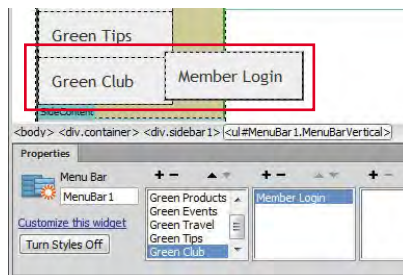 Green Tips
Green Club
Member Login
SideContent
<body> <div.container> <div.sidebar1> <ul#MenuBar1.MenuBarVertical>
Properties
Menu Bar
MenuBar1
Customize this widget
Turn Styles Off
Green Products
Green Events
Green Travel
Green Tips
Green Club
Member Login